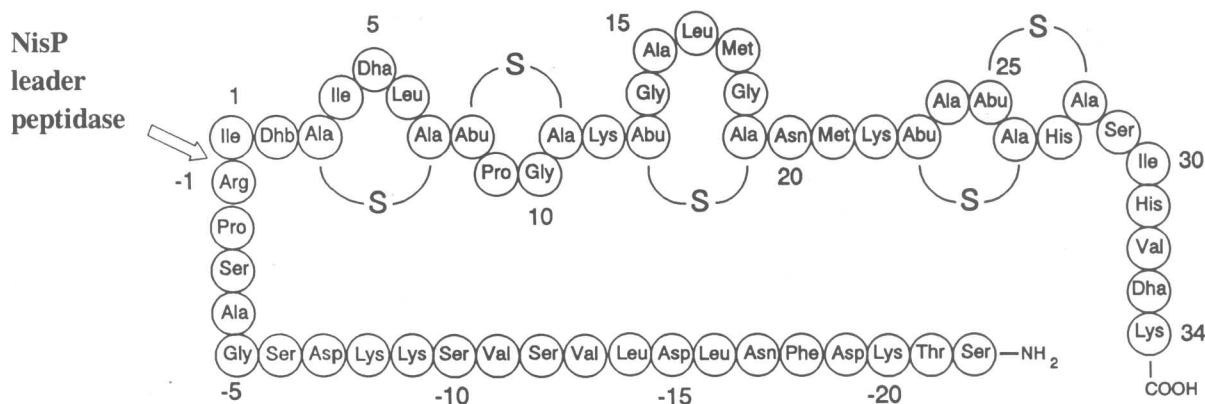 NisP
leader
peptidase
1
5
10
15
20
25
30
34
-1
-5
-10
-15
-20
Ile Dhb Ala Ile Dha Leu Ala Abu Pro Gly Ala Lys Abu Gly Ala Leu Met Gly Ala Asn Met Lys Abu Ala Abu Ala His Ala Ser Ile His Val Dha Lys
COOH
S
S
S
S
S
Arg
Pro
Ser
Ala
Gly Ser Asp Lys Lys Ser Val Ser Val Leu Asp Leu Asn Phe Asp Lys Thr Ser —NH2